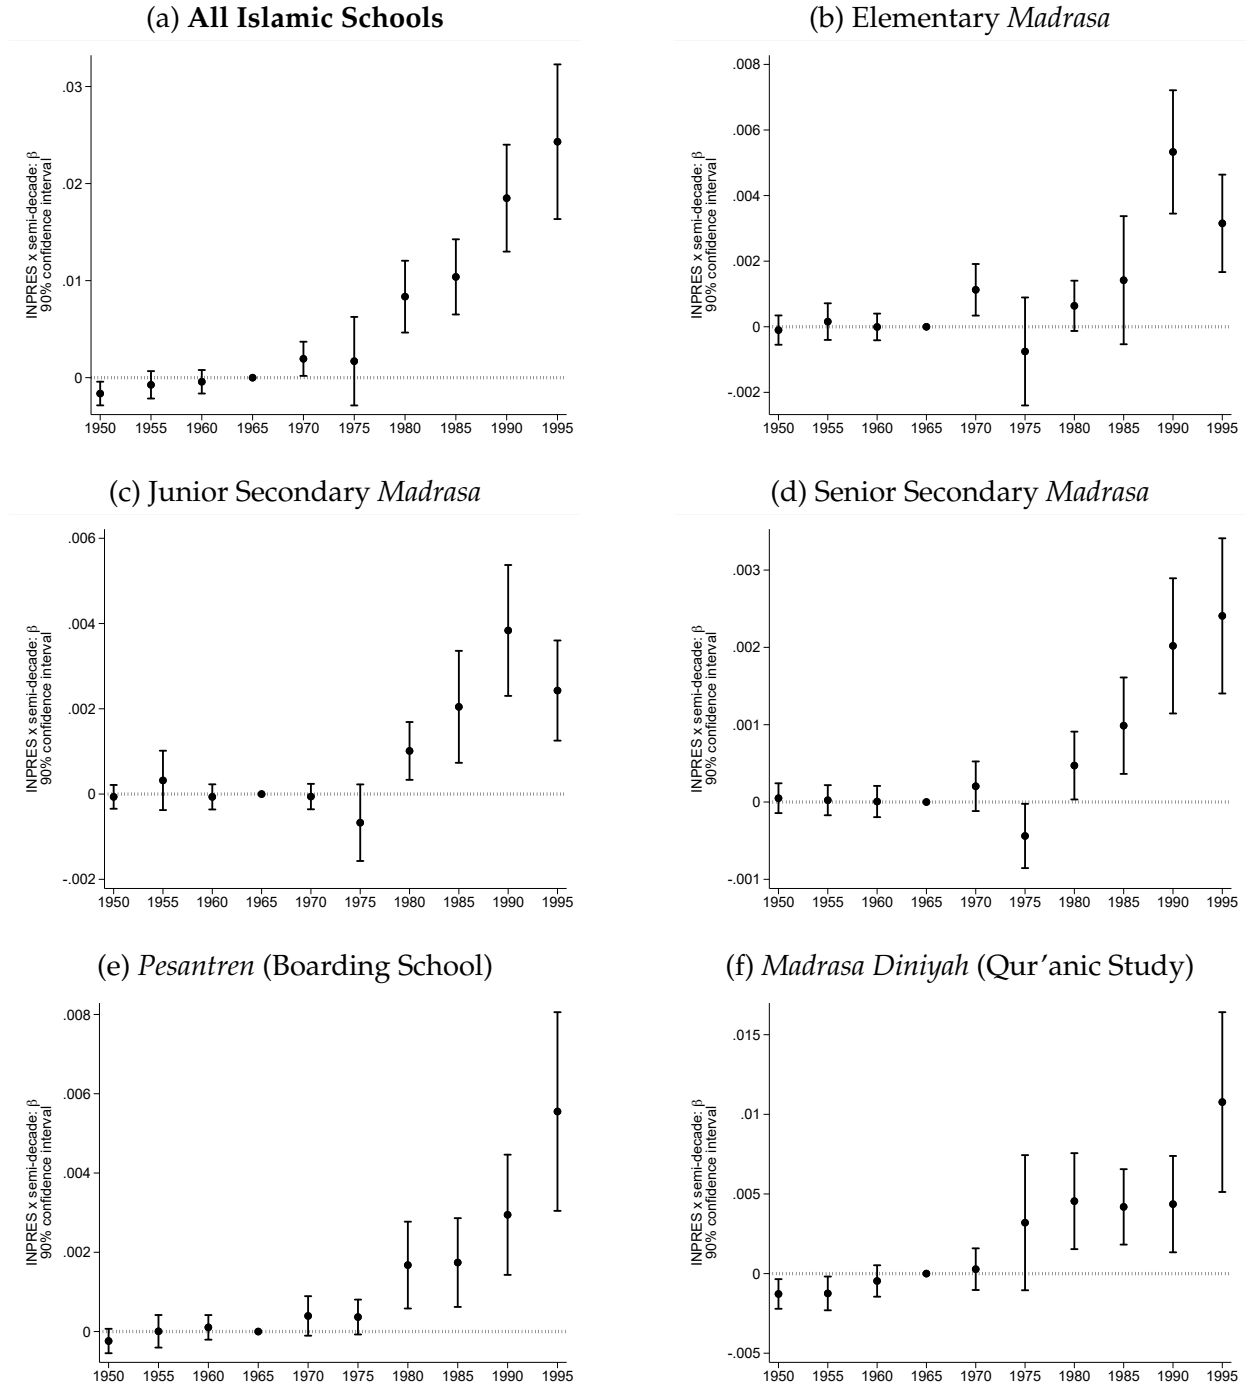 (a) All Islamic Schools
INPRES x semi-decade: β
90% confidence interval
.03
.02
.01
0
1950 1955 1960 1965 1970 1975 1980 1985 1990 1995
(b) Elementary Madrasa
INPRES x semi-decade: β
90% confidence interval
.008
.006
.004
.002
0
-.002
1950 1955 1960 1965 1970 1975 1980 1985 1990 1995
(c) Junior Secondary Madrasa
INPRES x semi-decade: β
90% confidence interval
.006
.004
.002
0
-.002
1950 1955 1960 1965 1970 1975 1980 1985 1990 1995
(d) Senior Secondary Madrasa
INPRES x semi-decade: β
90% confidence interval
.003
.002
.001
0
-.001
1950 1955 1960 1965 1970 1975 1980 1985 1990 1995
(e) Pesantren (Boarding School)
INPRES x semi-decade: β
90% confidence interval
.008
.006
.004
.002
0
1950 1955 1960 1965 1970 1975 1980 1985 1990 1995
(f) Madrasa Diniyah (Qur'anic Study)
INPRES x semi-decade: β
90% confidence interval
.015
.01
.005
0
-.005
1950 1955 1960 1965 1970 1975 1980 1985 1990 1995